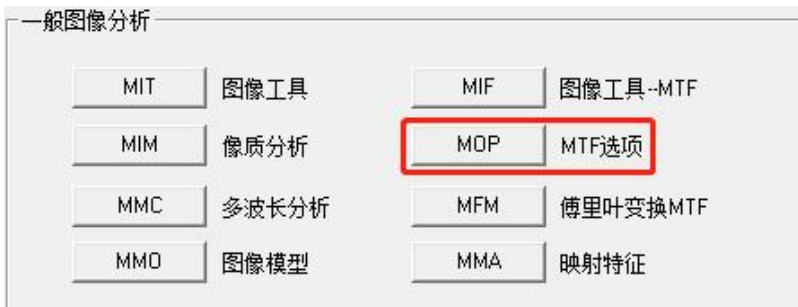 一般图像分析
MIT 图像工具 MIF 图像工具--MTF
MIM 像质分析 MOP MTF选项
MMC 多波长分析 MFM 傅里叶变换MTF
MMO 图像模型 MMA 映射特征